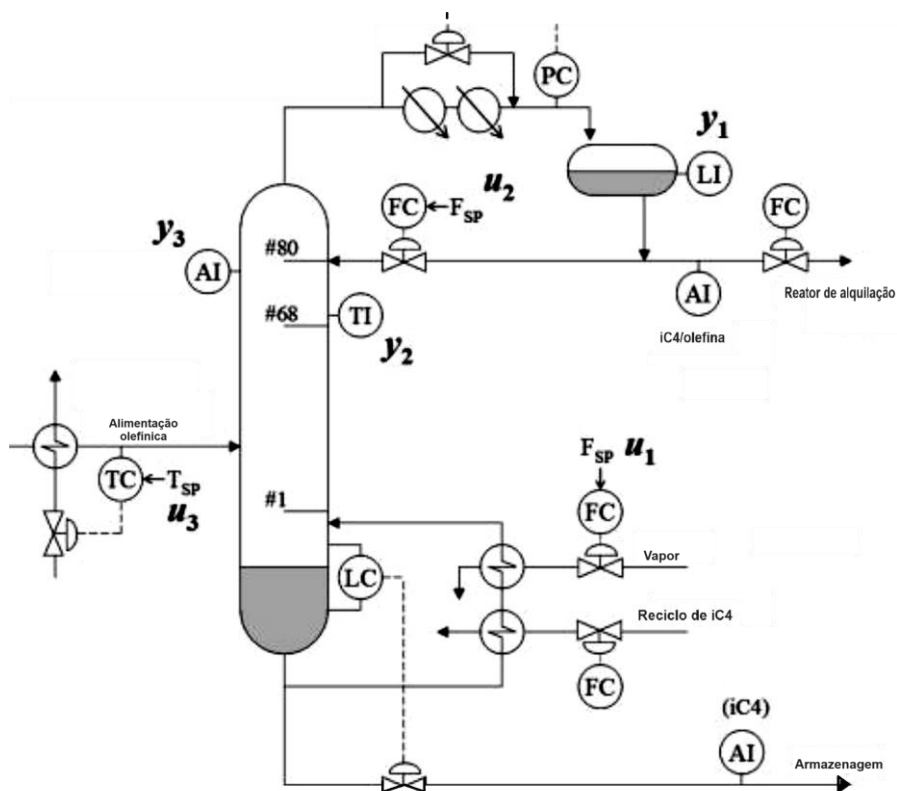 PC
y1
LI
u2
FC
FSP
FC
y3
#80
AI
#68
TI
y2
AI
Reator de alquilação
iC4/olefina
Alimentação
olefínica
TC
TSP
u3
#1
FSP u1
FC
LC
Vapor
Reciclo de iC4
FC
(iC4)
AI
Armazenagem